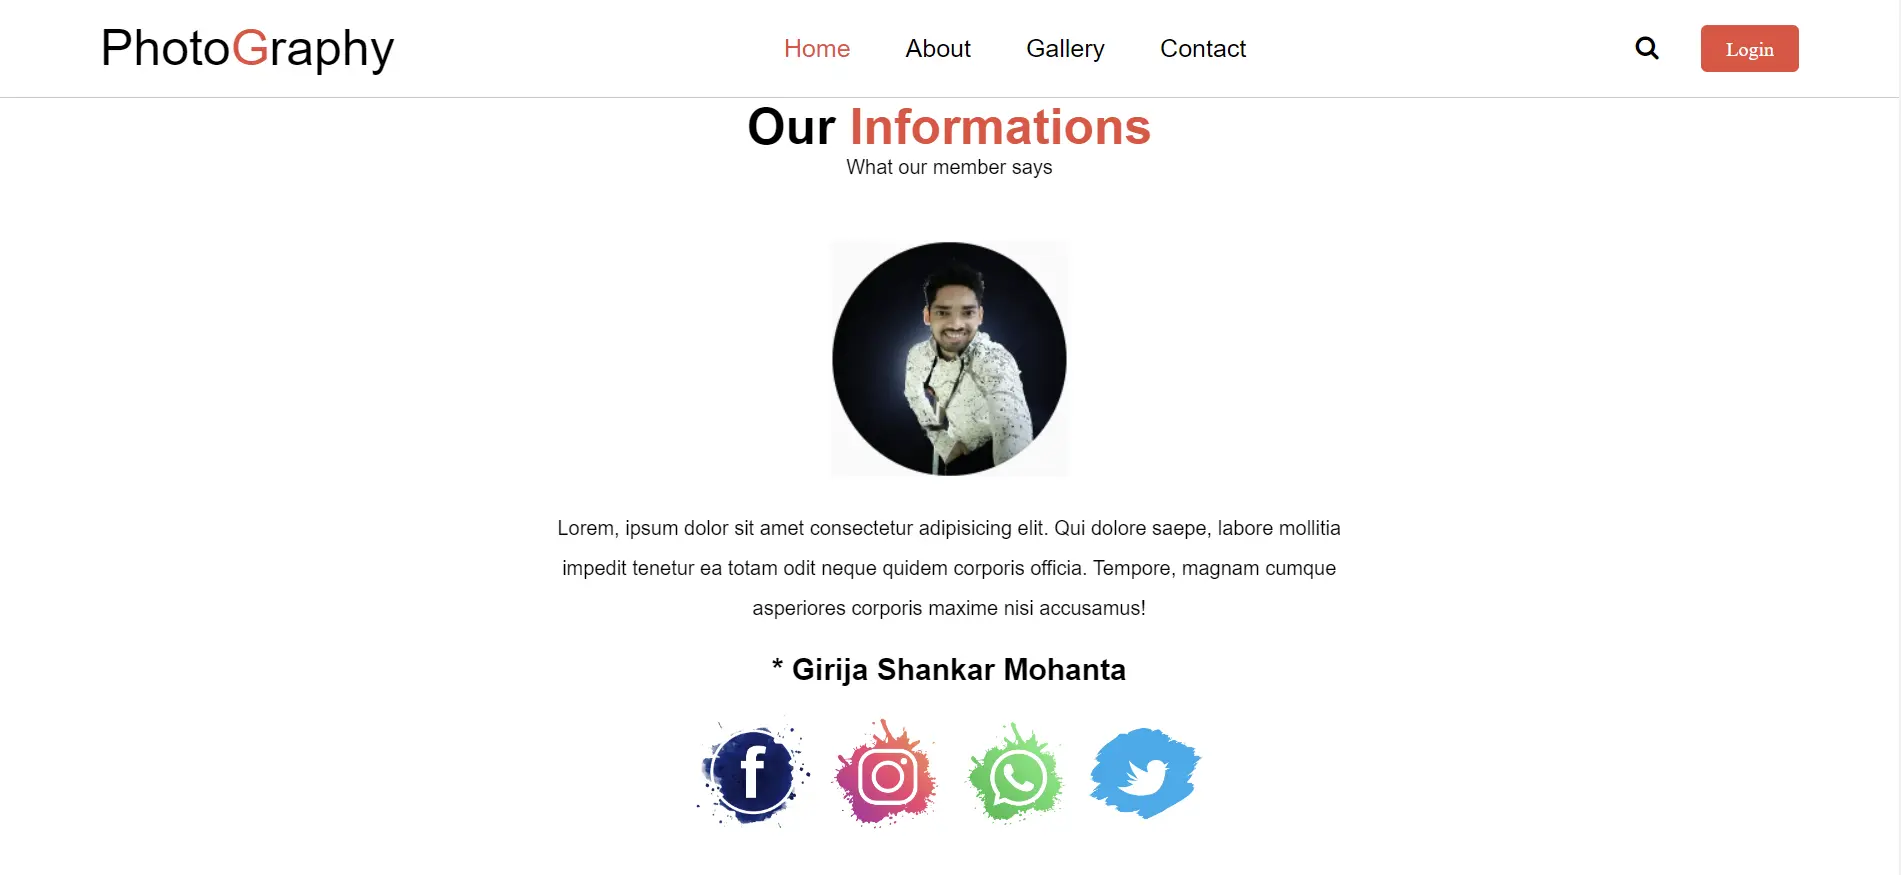 PhotoGraphy
Home About Gallery Contact
Login
Our Informations
What our member says
Lorem, ipsum dolor sit amet consectetur adipisicing elit. Qui dolore saepe, labore mollitia
impedit tenetur ea totam odit neque quidem corporis officia. Tempore, magnam cumque
asperiores corporis maxime nisi accusamus!
* Girija Shankar Mohanta